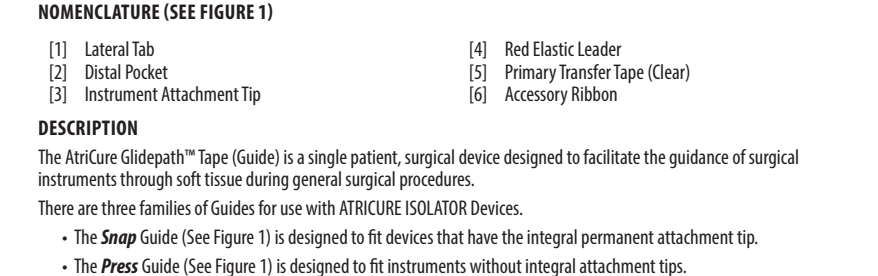 NOMENCLATURE (SEE FIGURE 1)
[1] Lateral Tab
[2] Distal Pocket
[3] Instrument Attachment Tip
[4] Red Elastic Leader
[5] Primary Transfer Tape (Clear)
[6] Accessory Ribbon
DESCRIPTION
The AtriCure Glidepath™ Tape (Guide) is a single patient, surgical device designed to facilitate the guidance of surgical
instruments through soft tissue during general surgical procedures.
There are three families of Guides for use with ATRICURE ISOLATOR Devices.
• The Snap Guide (See Figure 1) is designed to fit devices that have the integral permanent attachment tip.
• The Press Guide (See Figure 1) is designed to fit instruments without integral attachment tips.